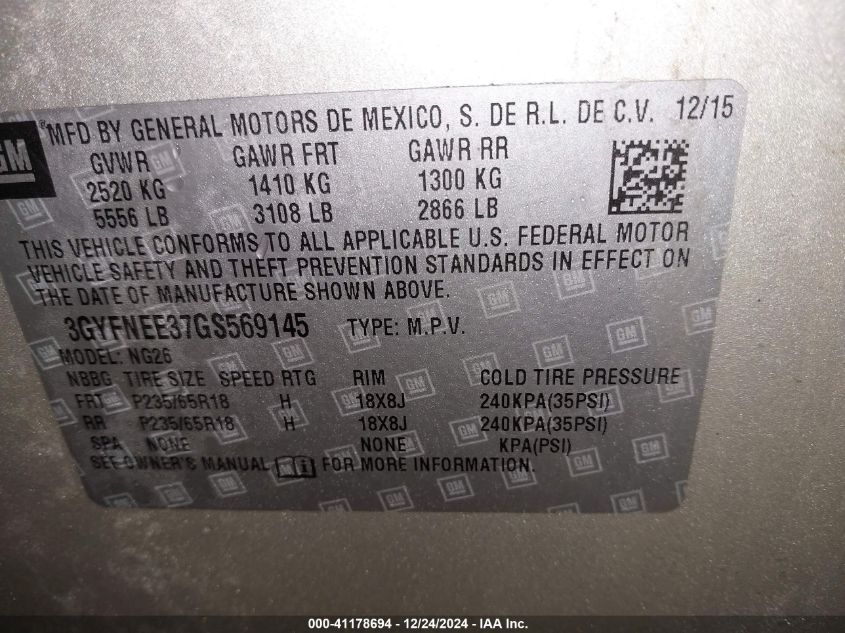 GM
®MFD BY GENERAL MOTORS DE MEXICO, S. DE R.L. DE C.V. 12/15
GVWR GAWR FRT GAWR RR
2520 KG 1410 KG 1300 KG
5556 LB 3108 LB 2866 LB
THIS VEHICLE CONFORMS TO ALL APPLICABLE U.S. FEDERAL MOTOR
VEHICLE SAFETY AND THEFT PREVENTION STANDARDS IN EFFECT ON
THE DATE OF MANUFACTURE SHOWN ABOVE.
3GYFNEE37GS569145 TYPE: M.P.V.
MODEL: NG26
NBBG TIRE SIZE SPEED RTG RIM COLD TIRE PRESSURE
FRT P235/65R18 H 18X8J 240KPA(35PSI)
RR P235/65R18 H 18X8J 240KPA(35PSI)
SPA NONE NONE KPA(PSI)
SEE OWNER'S MANUAL FOR MORE INFORMATION.
000-41178694 - 12/24/2024 - IAA Inc.